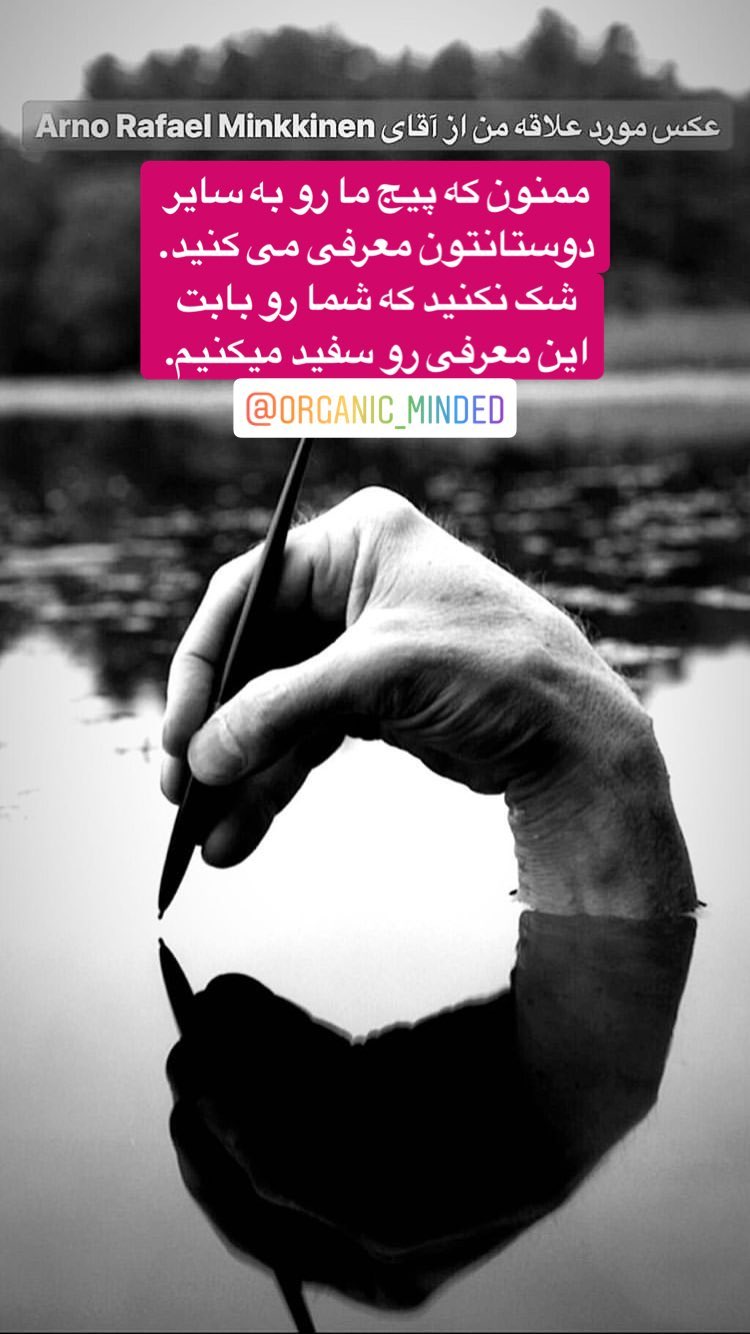 عکس مورد علاقه من از آقای Arno Rafael Minkkinen
ممنون که پیج ما رو به سایر
دوستانتون معرفی می کنید.
شک نکنید که شما رو بابت
این معرفی رو سفید میکنیم.
@ORGANIC_MINDED